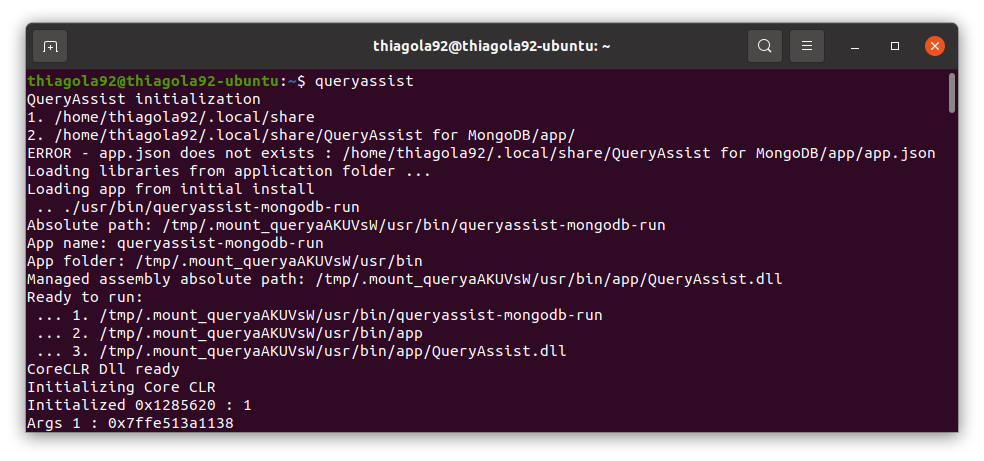 thiagola92@thiagola92-ubuntu: ~
thiagola92@thiagola92-ubuntu:~$ queryassist
QueryAssist initialization
1. /home/thiagola92/.local/share
2. /home/thiagola92/.local/share/QueryAssist for MongoDB/app/
ERROR - app.json does not exists : /home/thiagola92/.local/share/QueryAssist for MongoDB/app/app.json
Loading libraries from application folder ...
Loading app from initial install
 .. ./usr/bin/queryassist-mongodb-run
Absolute path: /tmp/.mount_queryaAKUVsW/usr/bin/queryassist-mongodb-run
App name: queryassist-mongodb-run
App folder: /tmp/.mount_queryaAKUVsW/usr/bin
Managed assembly absolute path: /tmp/.mount_queryaAKUVsW/usr/bin/app/QueryAssist.dll
Ready to run:
 ... 1. /tmp/.mount_queryaAKUVsW/usr/bin/queryassist-mongodb-run
 ... 2. /tmp/.mount_queryaAKUVsW/usr/bin/app
 ... 3. /tmp/.mount_queryaAKUVsW/usr/bin/app/QueryAssist.dll
CoreCLR Dll ready
Initializing Core CLR
Initialized 0x1285620 : 1
Args 1 : 0x7ffe513a1138